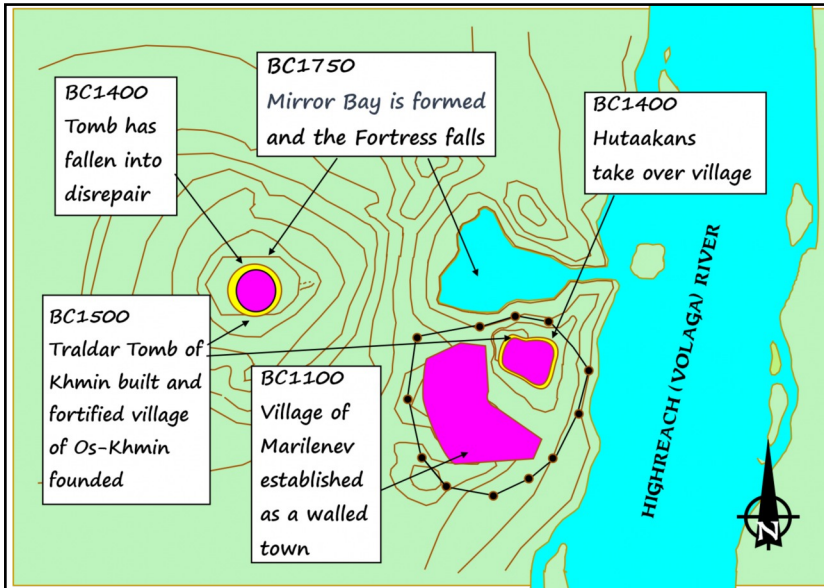 BC1400
Tomb has
fallen into
disrepair
BC1750
Mirror Bay is formed
and the Fortress falls
BC1400
Hutaakans
take over village
BC1500
Traldar Tomb of
Khmin built and
fortified village
of Os-Khmin
founded
BC1100
Village of
Marilenev
established
as a walled
town
HIGHREACH (VOLAGA) RIVER
N